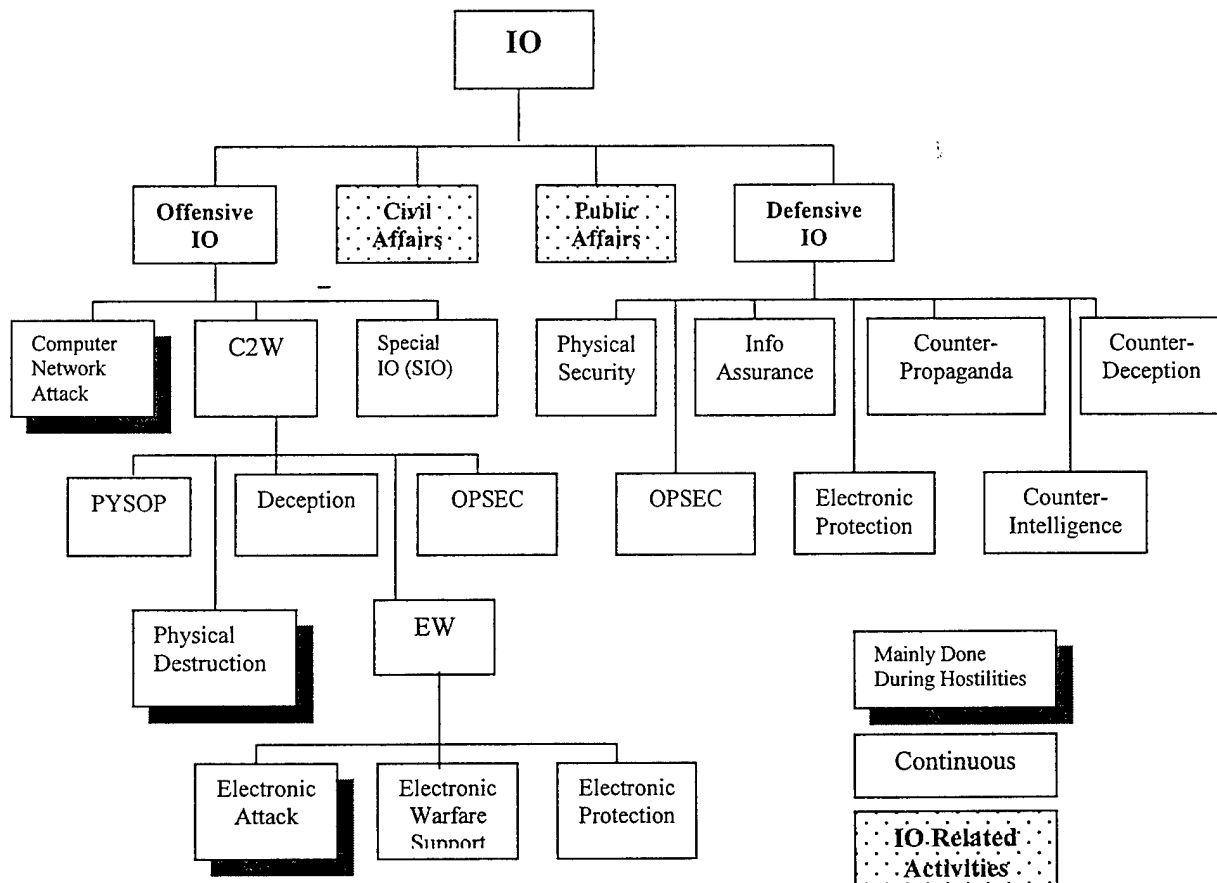 IO
Offensive
IO
Civil
Affairs
Public
Affairs
Defensive
IO
Computer
Network
Attack
C2W
Special
IO (SIO)
Physical
Security
Info
Assurance
Counter-
Propaganda
Counter-
Deception
PYSOP
Deception
OPSEC
OPSEC
Electronic
Protection
Counter-
Intelligence
Physical
Destruction
EW
Mainly Done
During Hostilities
Continuous
IO Related
Activities
Electronic
Attack
Electronic
Warfare
Support
Electronic
Protection